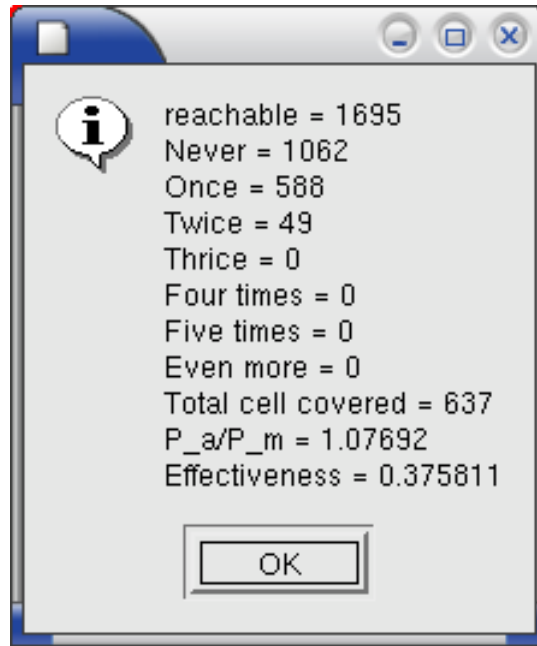 reachable = 1695
Never = 1062
Once = 588
Twice = 49
Thrice = 0
Four times = 0
Five times = 0
Even more = 0
Total cell covered = 637
P_a/P_m = 1.07692
Effectiveness = 0.375811
OK